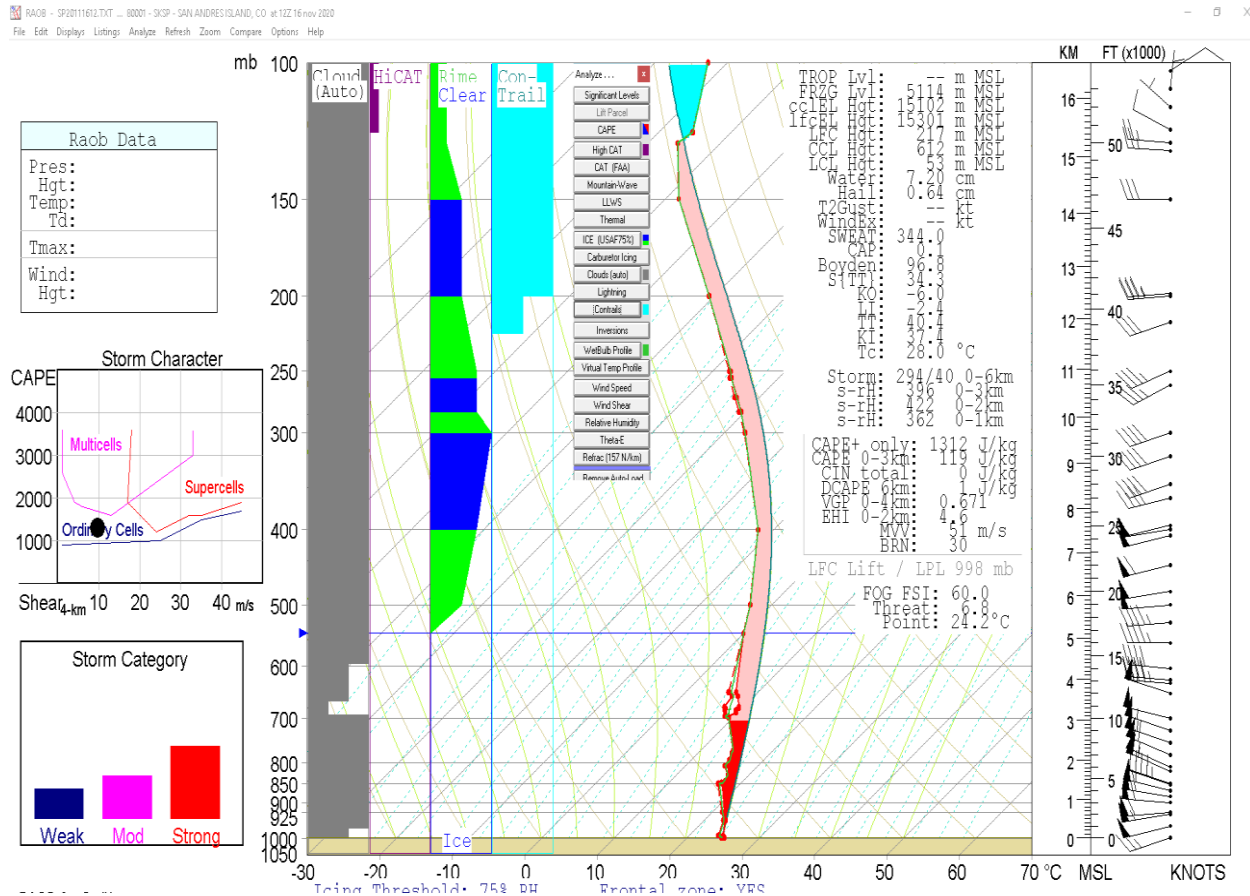 RAOB - SP20111612.TXT ... 80001 - SKSP - SAN ANDRES ISLAND, CO at 12Z 16 nov 2020
File Edit Displays Listings Analyze Refresh Zoom Compare Options Help
mb
Cloud
(Auto)
HiCAT
Rime
Clear
Con-
Trail
Raob Data
Pres:
Hgt:
Temp:
Td:
Tmax:
Wind:
Hgt:
Storm Character
CAPE
4000
3000
2000
1000
Multicells
Supercells
Ordinary Cells
Shear4-km 10 20 30 40 m/s
Storm Category
Weak Mod Strong
100
150
200
250
300
400
500
600
700
800
850
900
925
1000
1050
Ice
-30 -20 -10 0 10 20 30 40 50 60 70 °C
Icing Threshold: 75% RH Frontal zone: YES
Analyze . . . x
Significant Levels
Lift Parcel
CAPE
High CAT
CAT (FAA)
Mountain-Wave
LLWS
Thermal
ICE (USAF75%)
Carburetor Icing
Clouds (auto)
Lightning
Contrails
Inversions
WetBulb Profile
Virtual Temp Profile
Wind Speed
Wind Shear
Relative Humidity
Theta-E
Refrac (157 N/km)
Remove Auto-Load
TROP Lvl: -- m MSL
FRZG Lvl: 5114 m MSL
cclEL Hgt: 15102 m MSL
lfcEL Hgt: 15301 m MSL
LFC Hgt: 217 m MSL
CCL Hgt: 612 m MSL
LCL Hgt: 53 m MSL
Water: 7.20 cm
Hail: 0.64 cm
T2Gust: -- kt
WindEx: -- kt
SWEAT: 344.0
CAP: 0.1
Boyden: 96.8
S(TT): 34.3
KO: -6.0
LI: -2.4
TT: 40.4
KI: 37.4
Tc: 28.0 °C
Storm: 294/40 0-6km
s-rH: 396 0-3km
s-rH: 422 0-2km
s-rH: 362 0-1km
CAPE+ only: 1312 J/kg
CAPE 0-3km: 119 J/kg
CIN total: 0 J/kg
DCAPE 6km: 1 J/kg
VGP 0-4km: 0.671
EHI 0-2km: 4.6
MVV: 51 m/s
BRN: 30
LFC Lift / LPL 998 mb
FOG FSI: 60.0
Threat: 6.8
Point: 24.2°C
KM FT (x1000)
16
15
14
13
12
11
10
9
8
7
6
5
4
3
2
1
0
50
45
40
35
30
25
20
15
10
5
0
MSL KNOTS